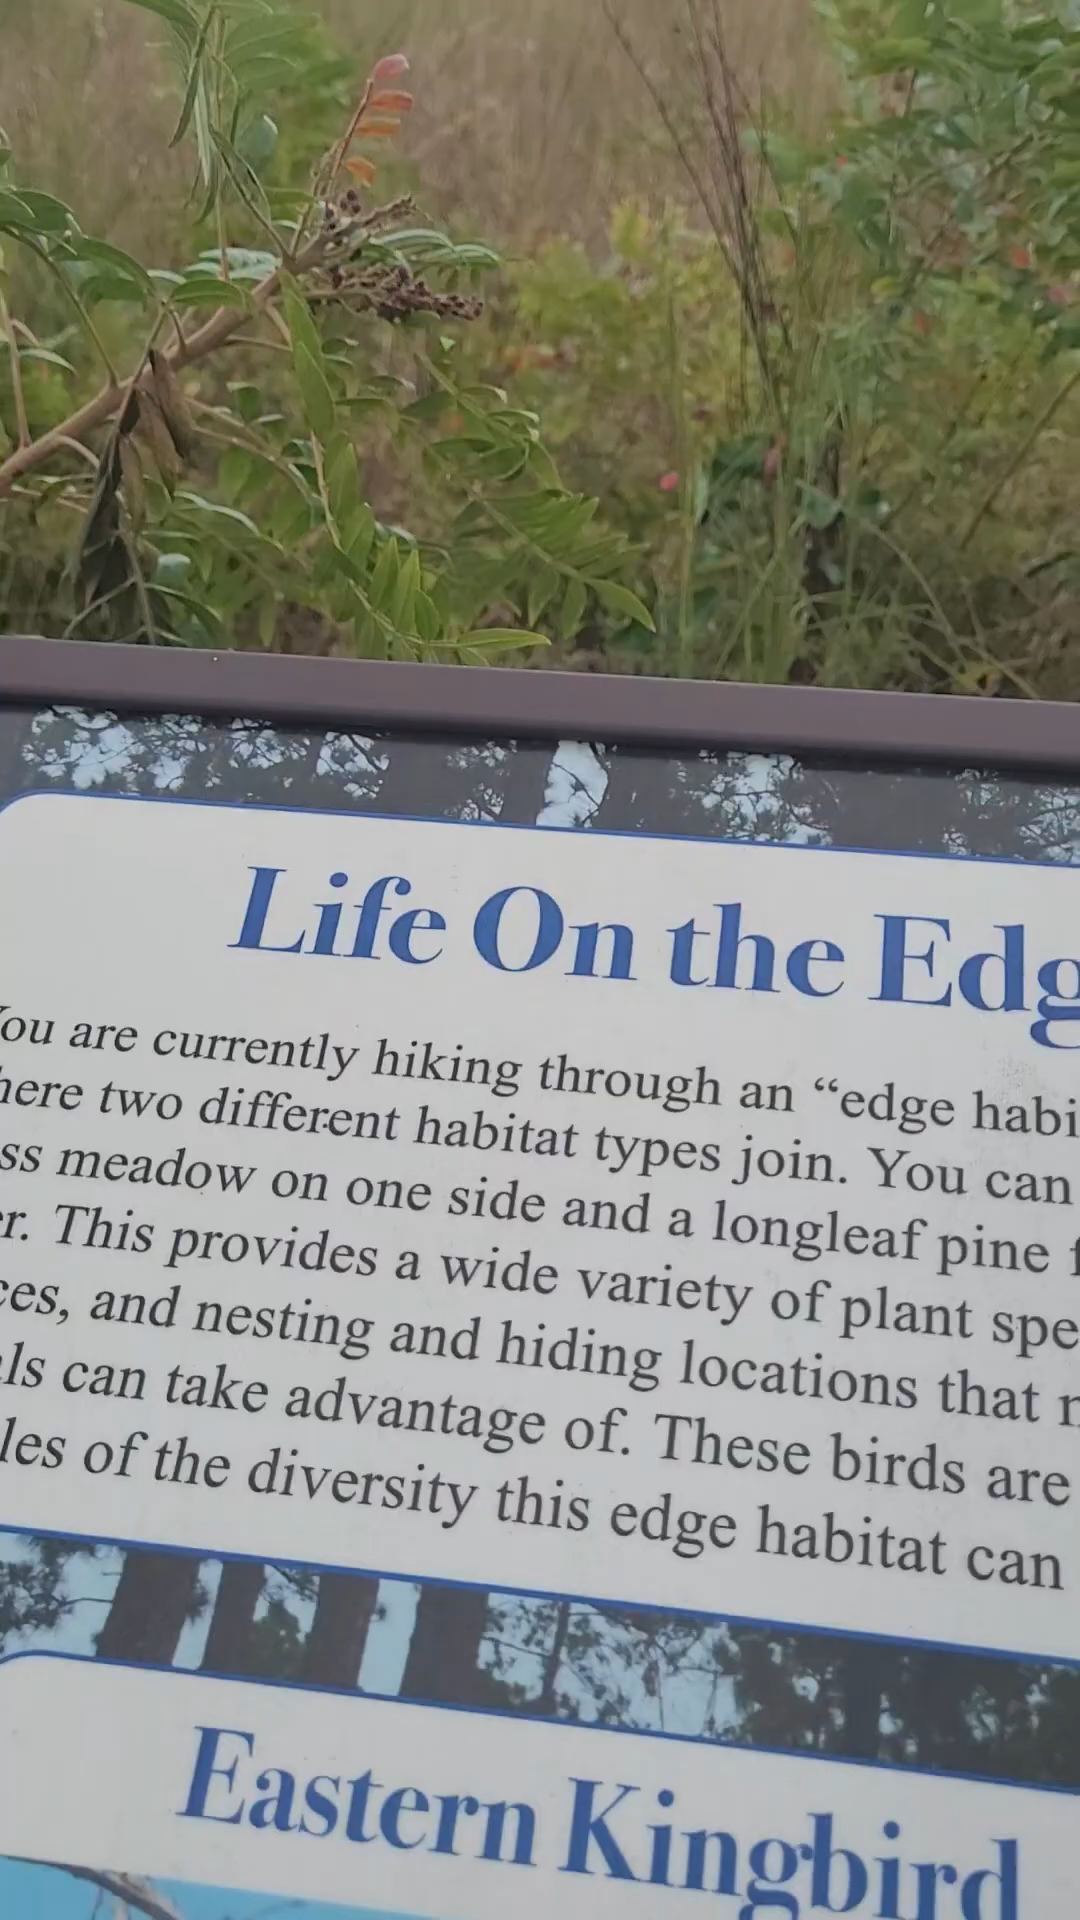 Life On the Edg
ou are currently hiking through an “edge habi
here two different habitat types join. You can
ss meadow on one side and a longleaf pine f
r. This provides a wide variety of plant spe
ces, and nesting and hiding locations that
ls can take advantage of. These birds are
les of the diversity this edge habitat can
Eastern Kingbird